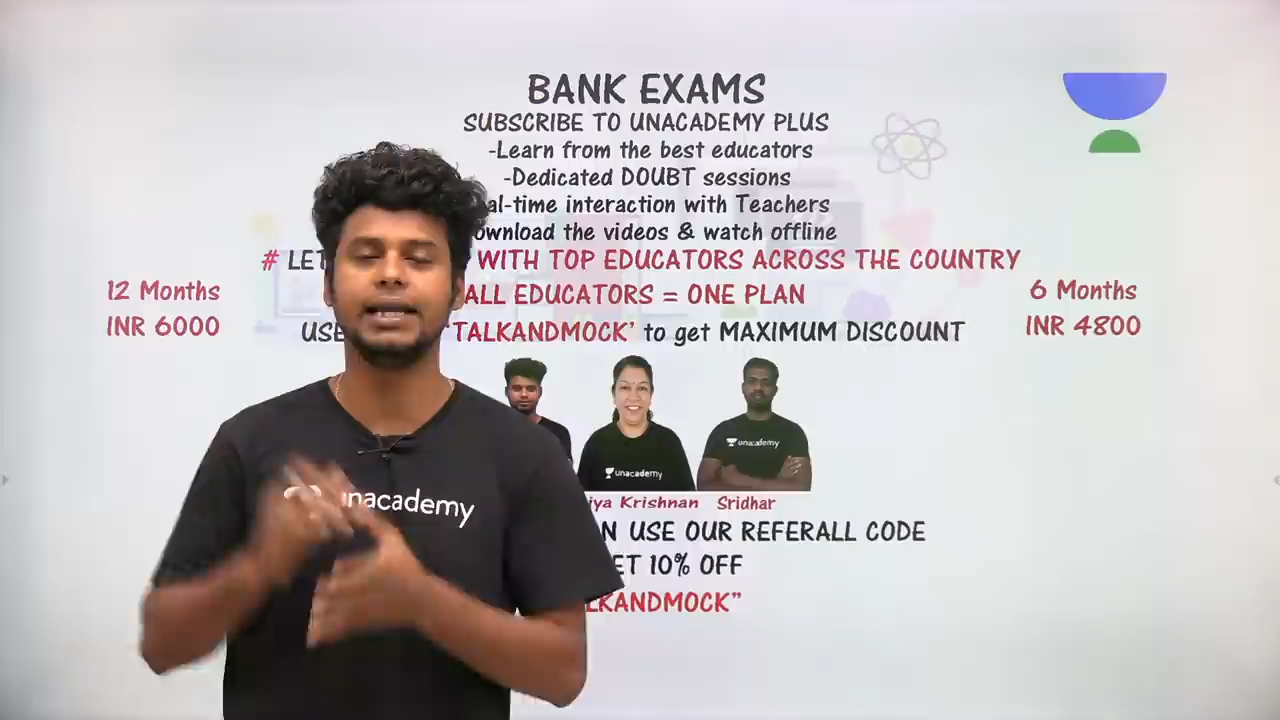 BANK EXAMS
SUBSCRIBE TO UNACADEMY PLUS
-Learn from the best educators
-Dedicated DOUBT sessions
al-time interaction with Teachers
ownload the videos & watch offline
# LET WITH TOP EDUCATORS ACROSS THE COUNTRY
12 Months
INR 6000
ALL EDUCATORS = ONE PLAN
6 Months
INR 4800
USE "TALKANDMOCK' to get MAXIMUM DISCOUNT
unacademy
unacademy
unacademy
iya Krishnan Sridhar
N USE OUR REFERALL CODE
ET 10% OFF
LKANDMOCK"